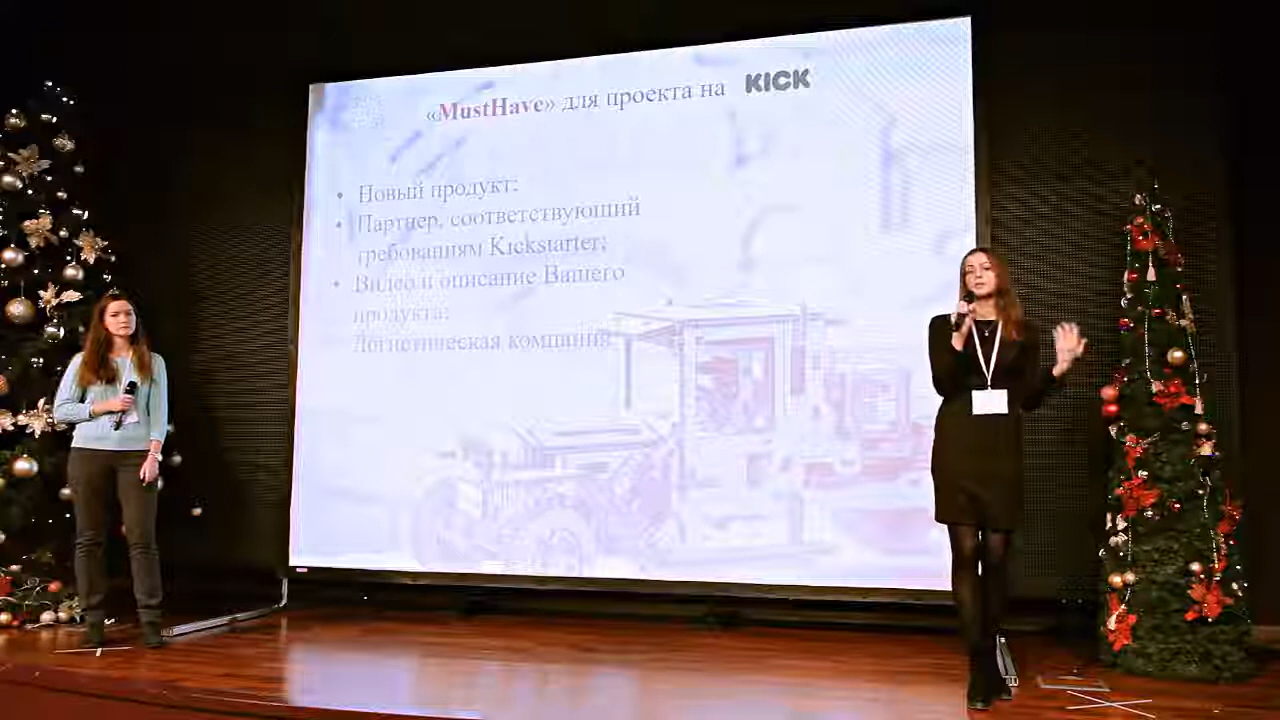 «MustHave» для проекта на KICK
• Новый продукт;
• Партнер, соответствующий
требованиям Kickstarter;
• Видео и описание Вашего
продукта;
Логистическая компания